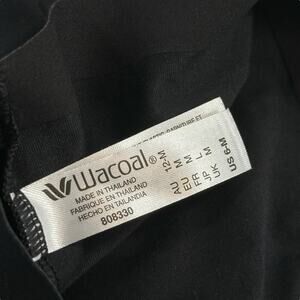 Wacoal®
MADE IN THAILAND
FABRIQUE EN THAILANDE
HECHO EN TAILANDIA
808330
AU 12-M
EU M
FR M
JP L
UK M
US 6-M